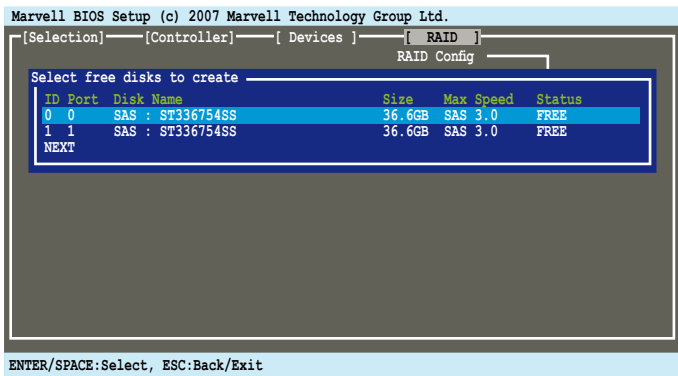 Marvell BIOS Setup (c) 2007 Marvell Technology Group Ltd.
[Selection] [Controller] [ Devices ] [ RAID ]
RAID Config
Select free disks to create
ID Port Disk Name Size Max Speed Status
0 0 SAS : ST336754SS 36.6GB SAS 3.0 FREE
1 1 SAS : ST336754SS 36.6GB SAS 3.0 FREE
NEXT
ENTER/SPACE:Select, ESC:Back/Exit